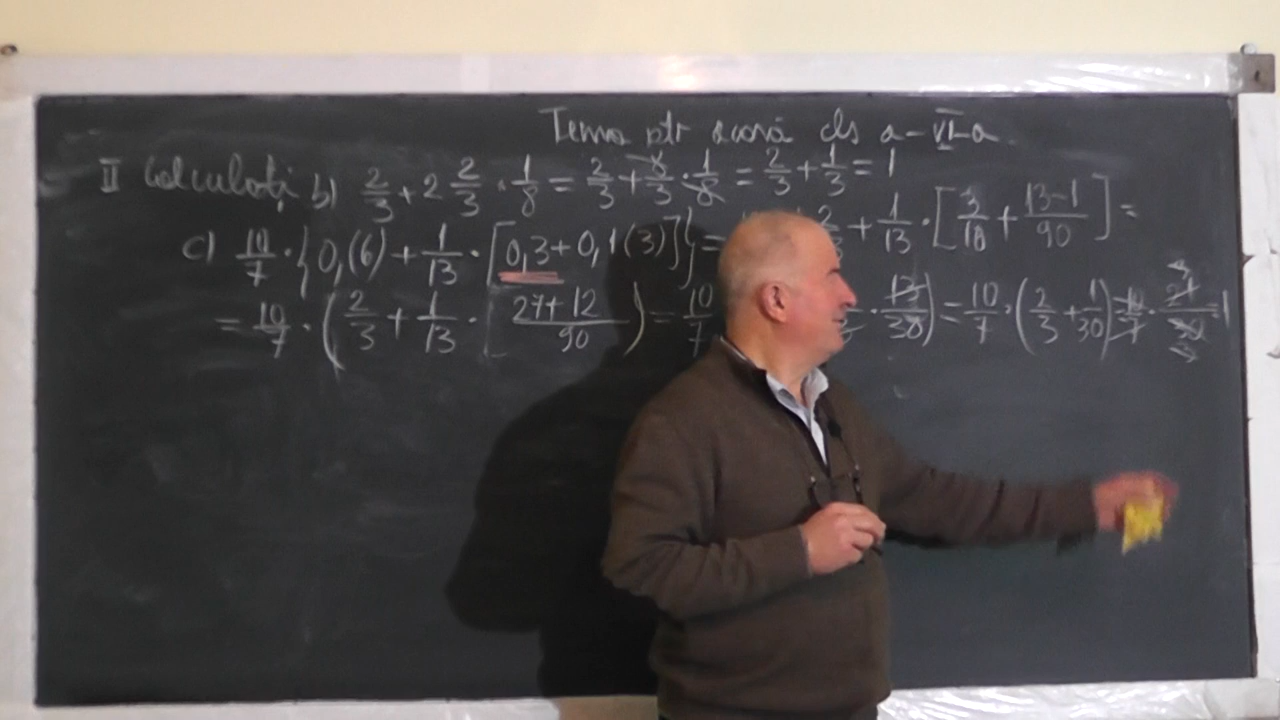 Tema ptr acasă cls a-VI-a
II Calculați b) 2/3 + 2 2/3 · 1/8 = 2/3 + 8/3 · 1/8 = 2/3 + 1/3 = 1
c) 10/7 · {0,(6) + 1/13 · [0,3 + 0,1(3)]} = + 1/13 · [3/10 + 13-1/90] =
= 10/7 · (2/3 + 1/13 · [27+12/90) = 10/7 · 13/30) = 10/7 · (2/3 + 1/30) = 10/7 · 21/30 = 1